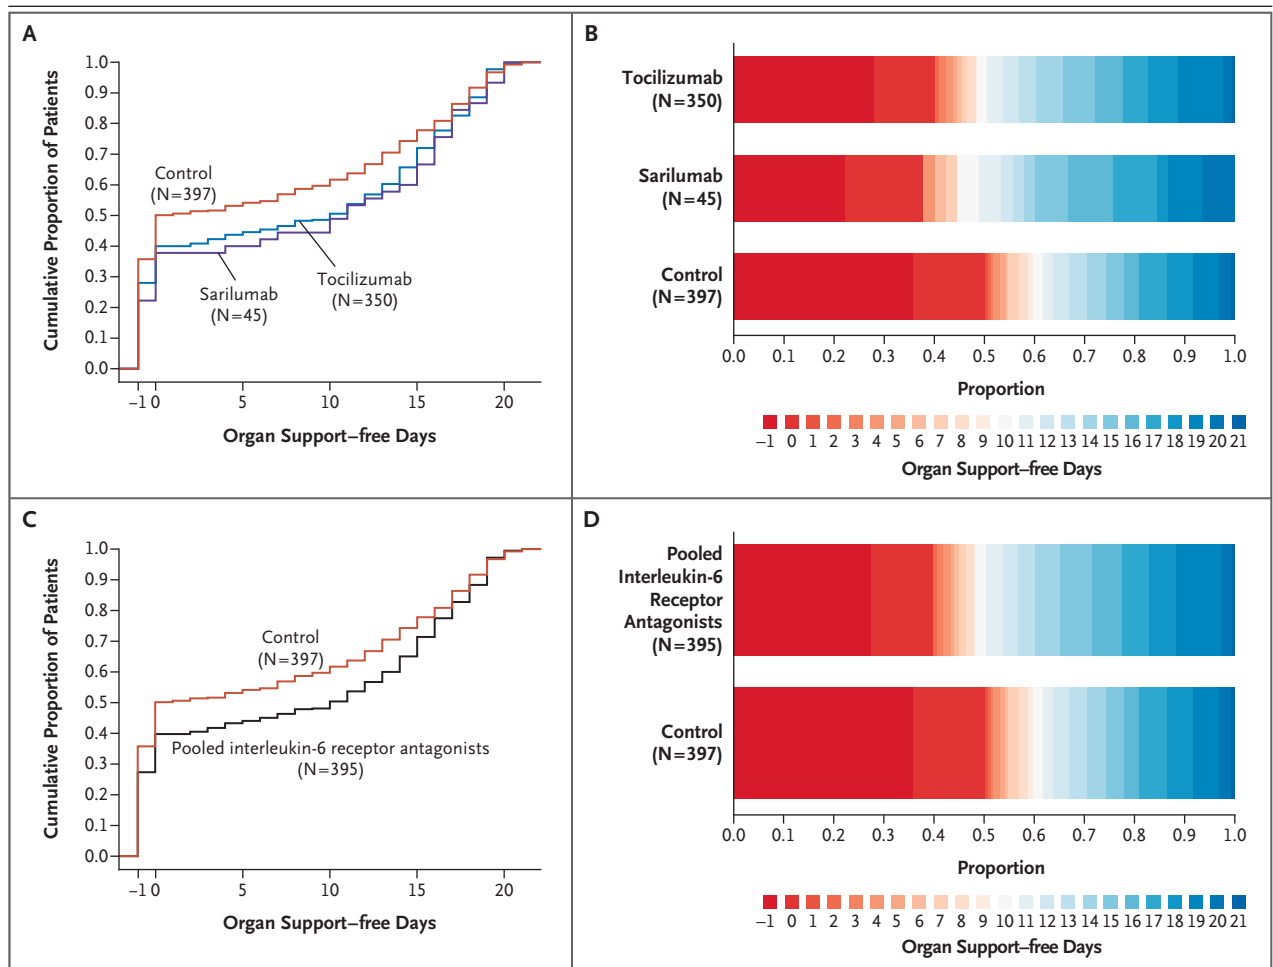 A
Cumulative Proportion of Patients
1.0
0.9
0.8
0.7
0.6
0.5
0.4
0.3
0.2
0.1
0.0
Control
(N=397)
Sarilumab
(N=45)
Tocilizumab
(N=350)
−1 0 5 10 15 20
Organ Support–free Days
B
Tocilizumab
(N=350)
Sarilumab
(N=45)
Control
(N=397)
0.0 0.1 0.2 0.3 0.4 0.5 0.6 0.7 0.8 0.9 1.0
Proportion
−1 0 1 2 3 4 5 6 7 8 9 10 11 12 13 14 15 16 17 18 19 20 21
Organ Support–free Days
C
Cumulative Proportion of Patients
1.0
0.9
0.8
0.7
0.6
0.5
0.4
0.3
0.2
0.1
0.0
Control
(N=397)
Pooled interleukin-6 receptor antagonists
(N=395)
−1 0 5 10 15 20
Organ Support–free Days
D
Pooled
Interleukin-6
Receptor
Antagonists
(N=395)
Control
(N=397)
0.0 0.1 0.2 0.3 0.4 0.5 0.6 0.7 0.8 0.9 1.0
Proportion
−1 0 1 2 3 4 5 6 7 8 9 10 11 12 13 14 15 16 17 18 19 20 21
Organ Support–free Days